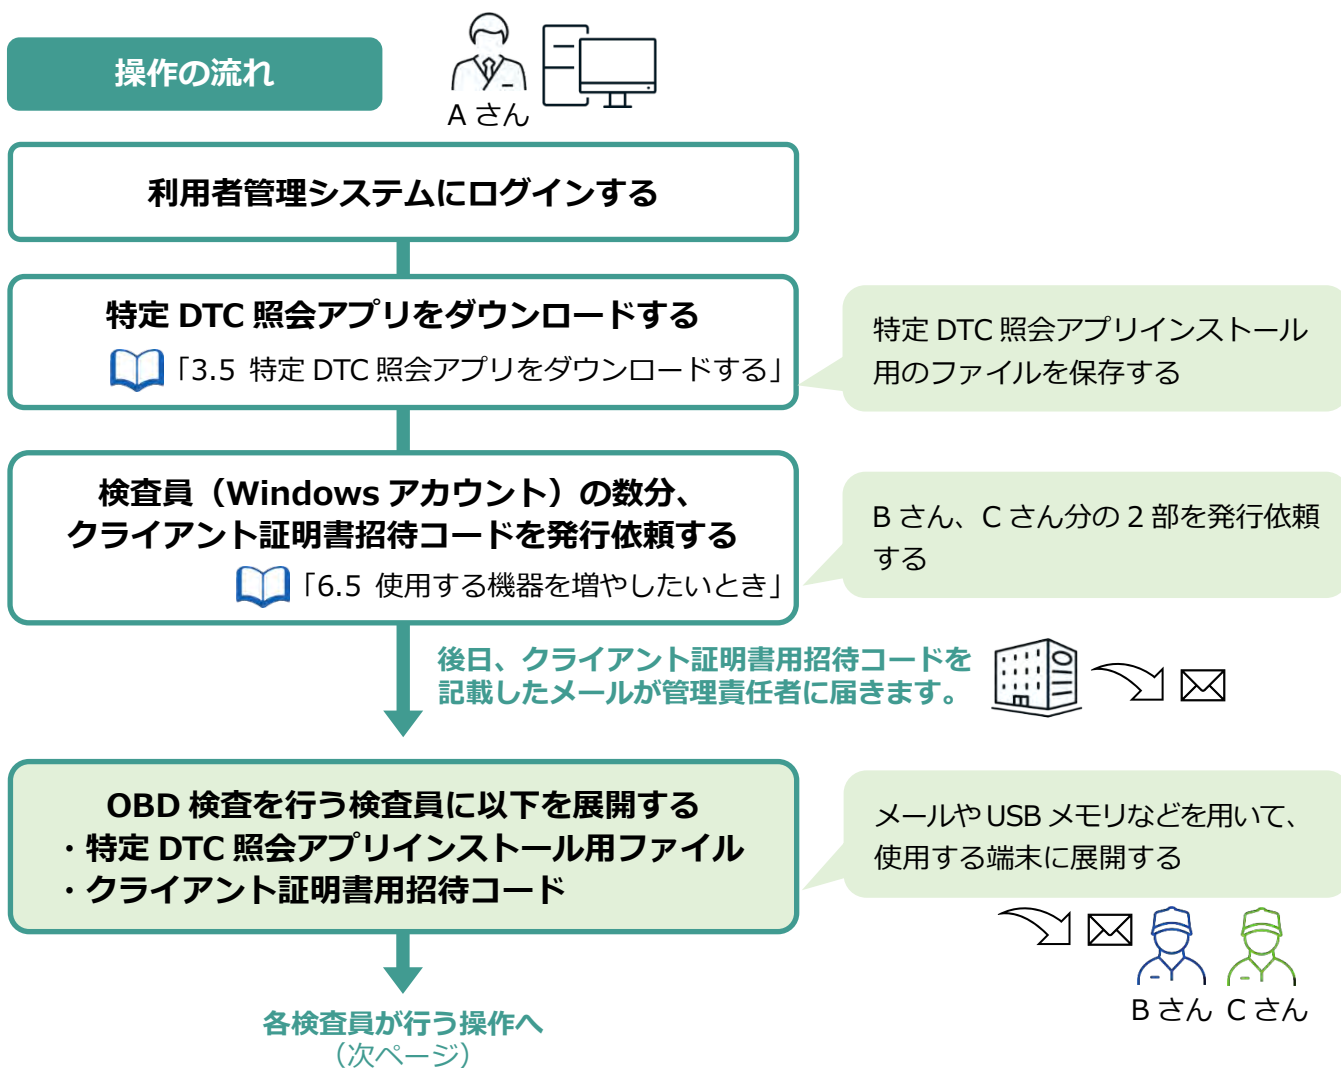 操作の流れ
A さん
利用者管理システムにログインする
特定 DTC 照会アプリをダウンロードする
「3.5 特定 DTC 照会アプリをダウンロードする」
特定 DTC 照会アプリインストール
用のファイルを保存する
検査員（Windows アカウント）の数分、
クライアント証明書招待コードを発行依頼する
「6.5 使用する機器を増やしたいとき」
B さん、C さん分の 2 部を発行依頼
する
後日、クライアント証明書用招待コードを
記載したメールが管理責任者に届きます。
OBD 検査を行う検査員に以下を展開する
・特定 DTC 照会アプリインストール用ファイル
・クライアント証明書用招待コード
メールや USB メモリなどを用いて、
使用する端末に展開する
B さん C さん
各検査員が行う操作へ
（次ページ）